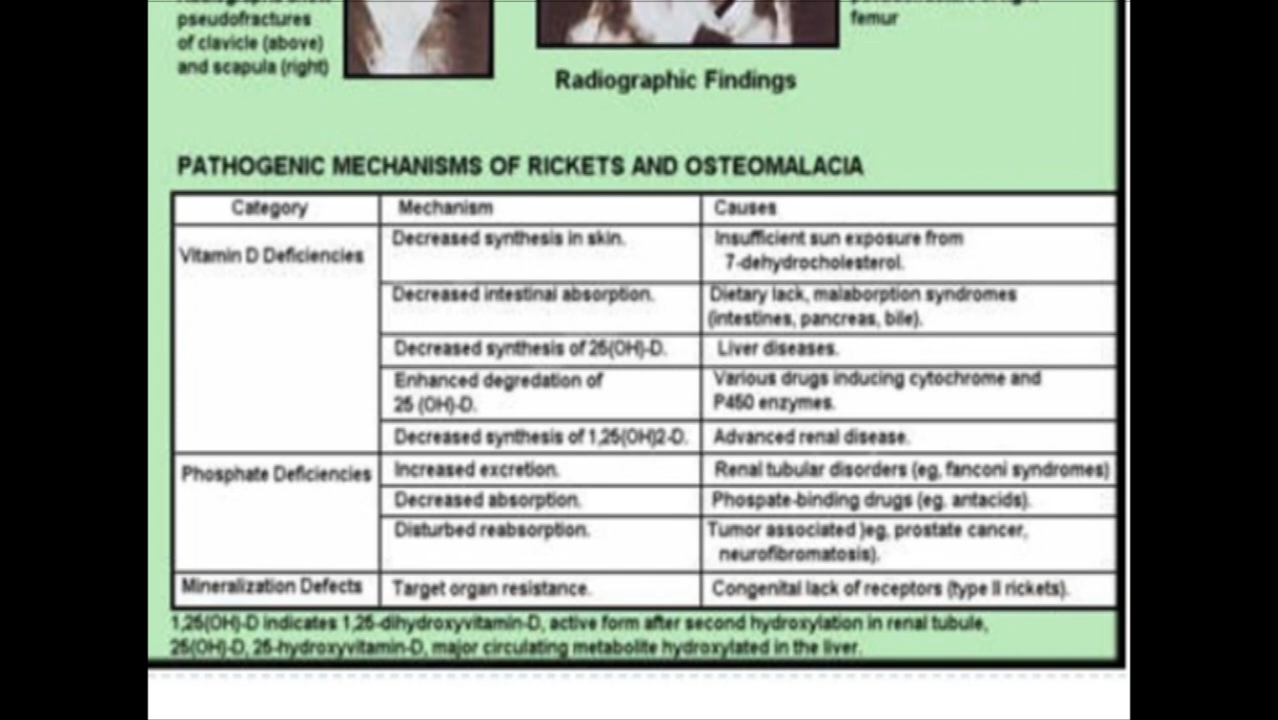 pseudofractures
of clavicle (above)
and scapula (right)
femur
Radiographic Findings
PATHOGENIC MECHANISMS OF RICKETS AND OSTEOMALACIA
Category Mechanism Causes
Vitamin D Deficiencies
Decreased synthesis in skin.
Insufficient sun exposure from
7-dehydrocholesterol.
Decreased intestinal absorption.
Dietary lack, malaborption syndromes
(intestines, pancreas, bile).
Decreased synthesis of 25(OH)-D.
Liver diseases.
Enhanced degredation of
25 (OH)-D.
Various drugs inducing cytochrome and
P450 enzymes.
Decreased synthesis of 1,25(OH)2-D.
Advanced renal disease.
Phosphate Deficiencies
Increased excretion.
Renal tubular disorders (eg, fanconi syndromes)
Decreased absorption.
Phospate-binding drugs (eg. antacids).
Disturbed reabsorption.
Tumor associated )eg, prostate cancer,
neurofibromatosis).
Mineralization Defects
Target organ resistance.
Congenital lack of receptors (type II rickets).
1,25(OH)-D indicates 1,25-dihydroxyvitamin-D, active form after second hydroxylation in renal tubule,
25(OH)-D, 25-hydroxyvitamin-D, major circulating metabolite hydroxylated in the liver.